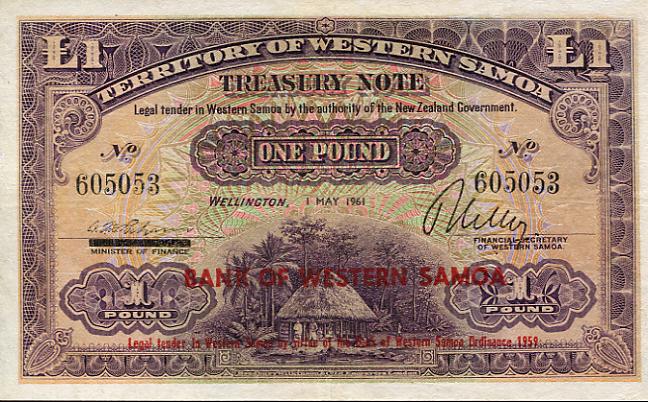 £1 £1
TERRITORY OF WESTERN SAMOA
TREASURY NOTE
Legal tender in Western Samoa by the authority of the New Zealand Government.
No No
ONE POUND
605053 605053
WELLINGTON, 1 MAY 1961
MINISTER OF FINANCE
FINANCIAL SECRETARY
OF WESTERN SAMOA.
BANK OF WESTERN SAMOA
1 1
POUND POUND
Legal tender in Western Samoa by virtue of the Bank of Western Samoa Ordinance 1959.